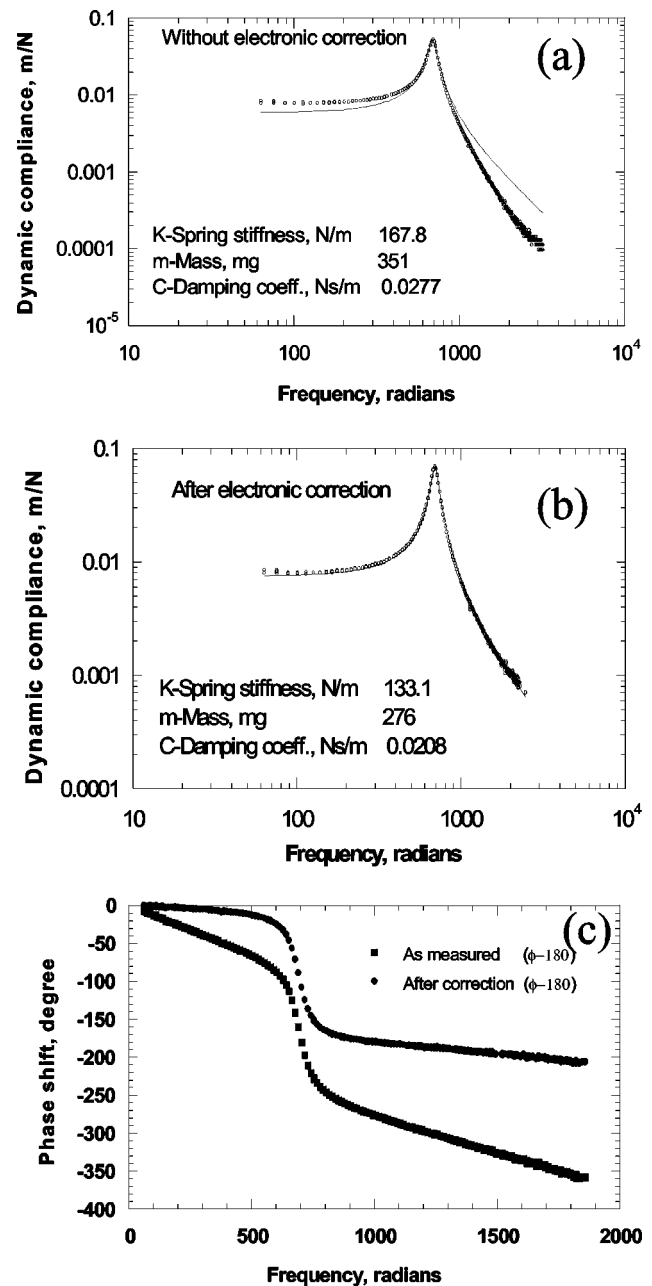 0.1
Without electronic correction
(a)
0.01
0.001
0.0001
10⁻⁵
Dynamic compliance, m/N
K-Spring stiffness, N/m 167.8
m-Mass, mg 351
C-Damping coeff., Ns/m 0.0277
10 100 1000 10⁴
Frequency, radians
0.1
After electronic correction
(b)
0.01
0.001
0.0001
Dynamic compliance, m/N
K-Spring stiffness, N/m 133.1
m-Mass, mg 276
C-Damping coeff., Ns/m 0.0208
10 100 1000 10⁴
Frequency, radians
(c)
0
-50
-100
-150
-200
-250
-300
-350
-400
Phase shift, degree
As measured (ϕ-180)
After correction (ϕ-180)
0 500 1000 1500 2000
Frequency, radians